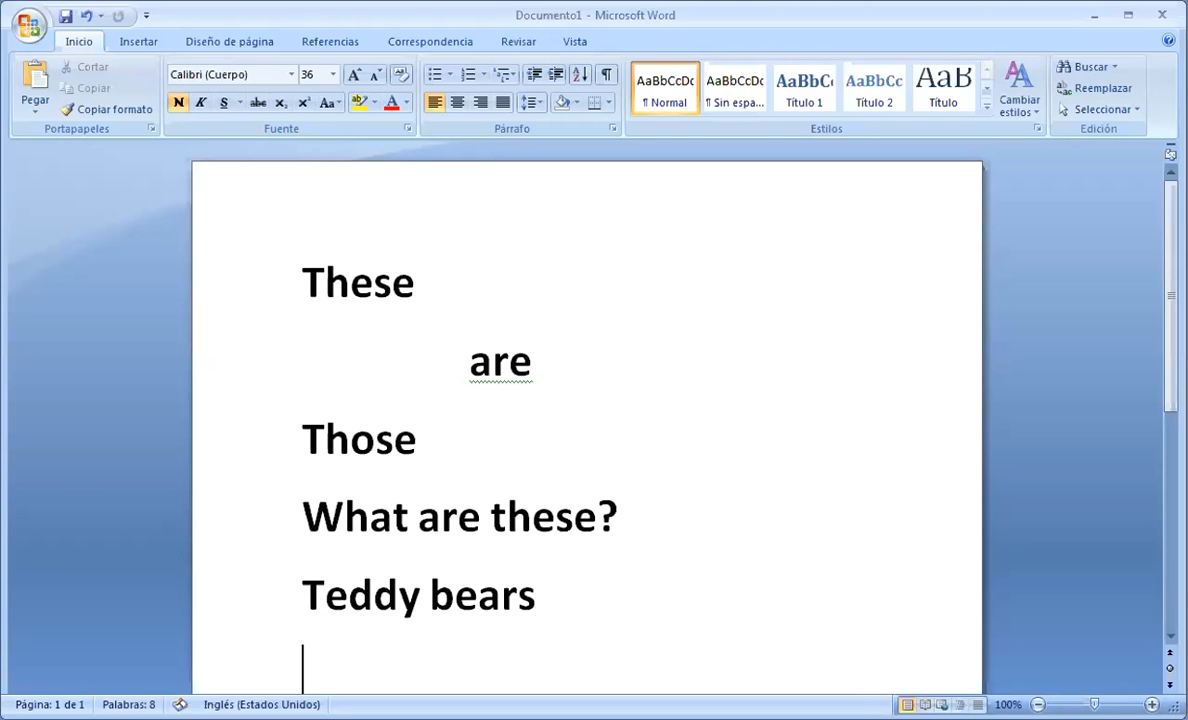 Documento1 - Microsoft Word
Inicio Insertar Diseño de página Referencias Correspondencia Revisar Vista
Pegar
Cortar
Copiar
Copiar formato
Portapapeles
Calibri (Cuerpo) 36
N K S abc x₂ x² Aa A
Fuente
Párrafo
AaBbCcDc AaBbCcDc AaBbC AaBbCc AaB
¶ Normal ¶ Sin espa... Título 1 Título 2 Título
Cambiar estilos
Estilos
Buscar
Reemplazar
Seleccionar
Edición
These
are
Those
What are these?
Teddy bears
Página: 1 de 1 Palabras: 8 Inglés (Estados Unidos) 100%